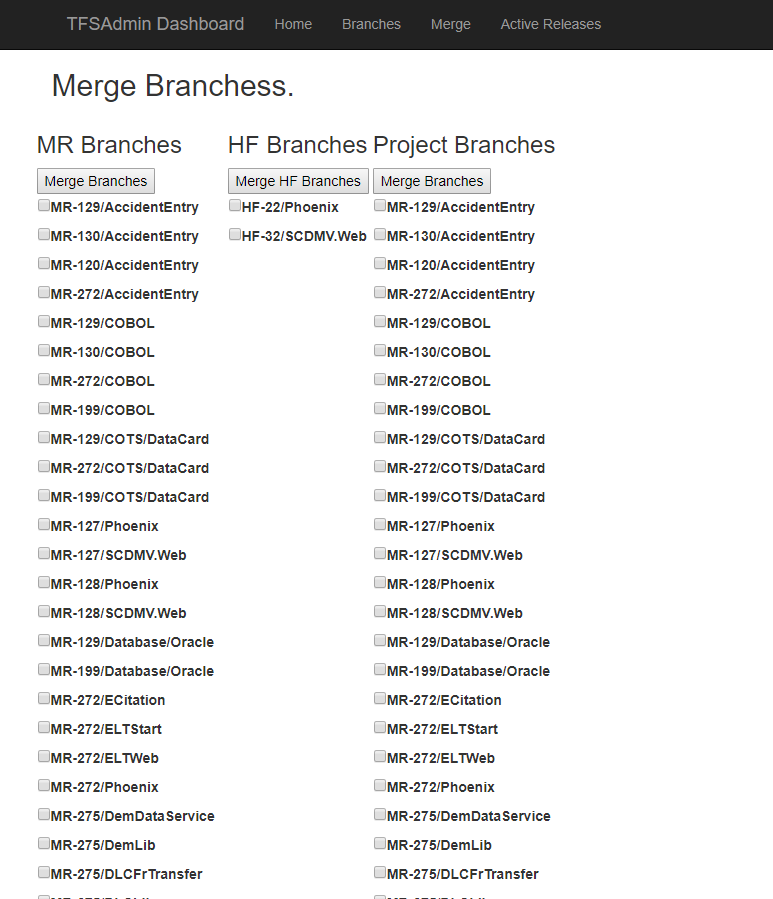 TFSAdmin Dashboard Home Branches Merge Active Releases
Merge Branchess.
MR Branches HF Branches Project Branches
Merge Branches Merge HF Branches Merge Branches
MR-129/AccidentEntry HF-22/Phoenix MR-129/AccidentEntry
MR-130/AccidentEntry HF-32/SCDMV.Web MR-130/AccidentEntry
MR-120/AccidentEntry MR-120/AccidentEntry
MR-272/AccidentEntry MR-272/AccidentEntry
MR-129/COBOL MR-129/COBOL
MR-130/COBOL MR-130/COBOL
MR-272/COBOL MR-272/COBOL
MR-199/COBOL MR-199/COBOL
MR-129/COTS/DataCard MR-129/COTS/DataCard
MR-272/COTS/DataCard MR-272/COTS/DataCard
MR-199/COTS/DataCard MR-199/COTS/DataCard
MR-127/Phoenix MR-127/Phoenix
MR-127/SCDMV.Web MR-127/SCDMV.Web
MR-128/Phoenix MR-128/Phoenix
MR-128/SCDMV.Web MR-128/SCDMV.Web
MR-129/Database/Oracle MR-129/Database/Oracle
MR-199/Database/Oracle MR-199/Database/Oracle
MR-272/ECitation MR-272/ECitation
MR-272/ELTStart MR-272/ELTStart
MR-272/ELTWeb MR-272/ELTWeb
MR-272/Phoenix MR-272/Phoenix
MR-275/DemDataService MR-275/DemDataService
MR-275/DemLib MR-275/DemLib
MR-275/DLCFrTransfer MR-275/DLCFrTransfer